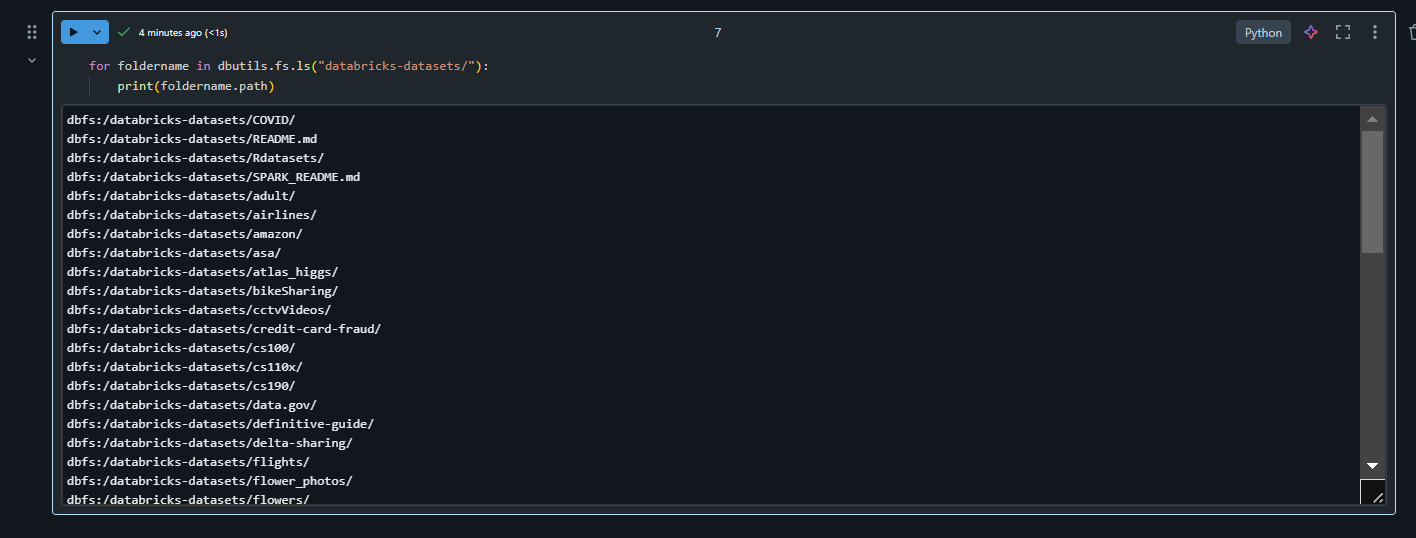 4 minutes ago (<1s)
7
Python
for foldername in dbutils.fs.ls("databricks-datasets/"):
    print(foldername.path)
dbfs:/databricks-datasets/COVID/
dbfs:/databricks-datasets/README.md
dbfs:/databricks-datasets/Rdatasets/
dbfs:/databricks-datasets/SPARK_README.md
dbfs:/databricks-datasets/adult/
dbfs:/databricks-datasets/airlines/
dbfs:/databricks-datasets/amazon/
dbfs:/databricks-datasets/asa/
dbfs:/databricks-datasets/atlas_higgs/
dbfs:/databricks-datasets/bikeSharing/
dbfs:/databricks-datasets/cctvVideos/
dbfs:/databricks-datasets/credit-card-fraud/
dbfs:/databricks-datasets/cs100/
dbfs:/databricks-datasets/cs110x/
dbfs:/databricks-datasets/cs190/
dbfs:/databricks-datasets/data.gov/
dbfs:/databricks-datasets/definitive-guide/
dbfs:/databricks-datasets/delta-sharing/
dbfs:/databricks-datasets/flights/
dbfs:/databricks-datasets/flower_photos/
dbfs:/databricks-datasets/flowers/